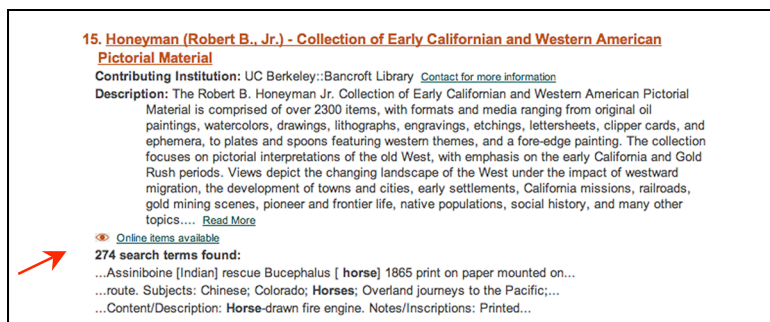 15. Honeyman (Robert B., Jr.) - Collection of Early Californian and Western American
Pictorial Material
Contributing Institution: UC Berkeley::Bancroft Library Contact for more information
Description: The Robert B. Honeyman Jr. Collection of Early Californian and Western American Pictorial
Material is comprised of over 2300 items, with formats and media ranging from original oil
paintings, watercolors, drawings, lithographs, engravings, etchings, lettersheets, clipper cards, and
ephemera, to plates and spoons featuring western themes, and a fore-edge painting. The collection
focuses on pictorial interpretations of the old West, with emphasis on the early California and Gold
Rush periods. Views depict the changing landscape of the West under the impact of westward
migration, the development of towns and cities, early settlements, California missions, railroads,
gold mining scenes, pioneer and frontier life, native populations, social history, and many other
topics.... Read More
Online items available
274 search terms found:
...Assiniboine [Indian] rescue Bucephalus [ horse] 1865 print on paper mounted on...
...route. Subjects: Chinese; Colorado; Horses; Overland journeys to the Pacific;...
...Content/Description: Horse-drawn fire engine. Notes/Inscriptions: Printed...